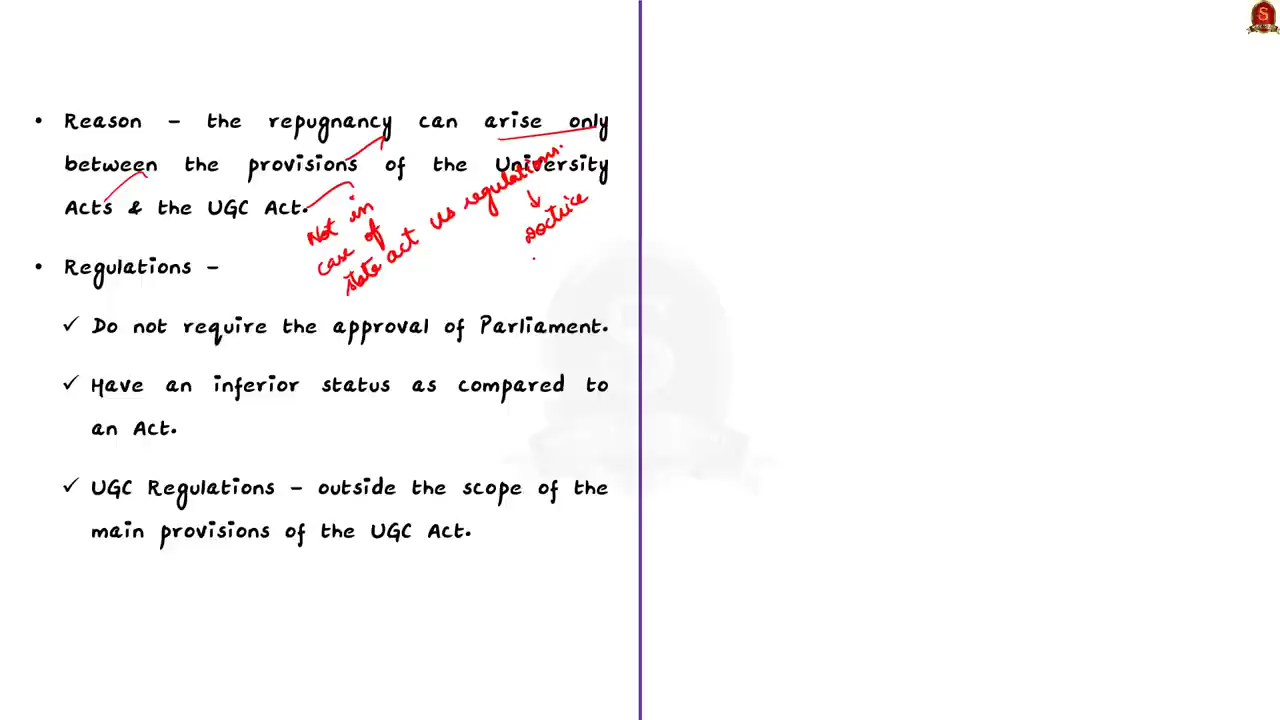 • Reason – the repugnancy can arise only
between the provisions of the University
Acts & the UGC Act.
Not in
case of
state act vs regulations.
↓
Doctrice
• Regulations –
✓ Do not require the approval of Parliament.
✓ Have an inferior status as compared to
an Act.
✓ UGC Regulations – outside the scope of the
main provisions of the UGC Act.
S